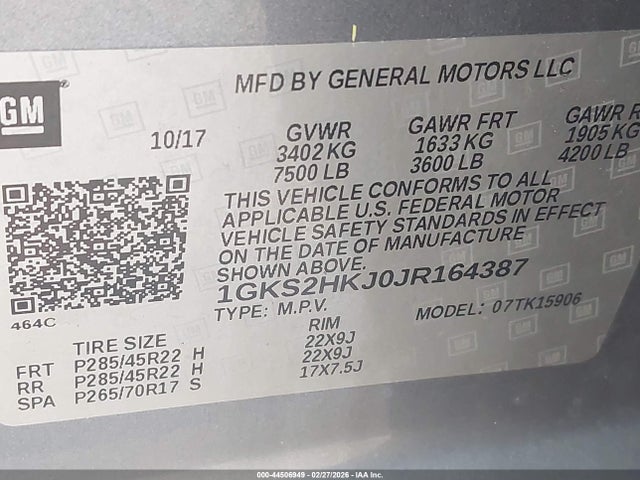 GM
MFD BY GENERAL MOTORS LLC
10/17 GVWR GAWR FRT GAWR RR
3402 KG 1633 KG 1905 KG
7500 LB 3600 LB 4200 LB
THIS VEHICLE CONFORMS TO ALL
APPLICABLE U.S. FEDERAL MOTOR
VEHICLE SAFETY STANDARDS IN EFFECT
ON THE DATE OF MANUFACTURE
SHOWN ABOVE.
1GKS2HKJ0JR164387
TYPE: M.P.V. MODEL: 07TK15906
464C
TIRE SIZE RIM
FRT P285/45R22 H 22X9J
RR P285/45R22 H 22X9J
SPA P265/70R17 S 17X7.5J
000-44506949 | 02/27/2026 | IAA Inc.